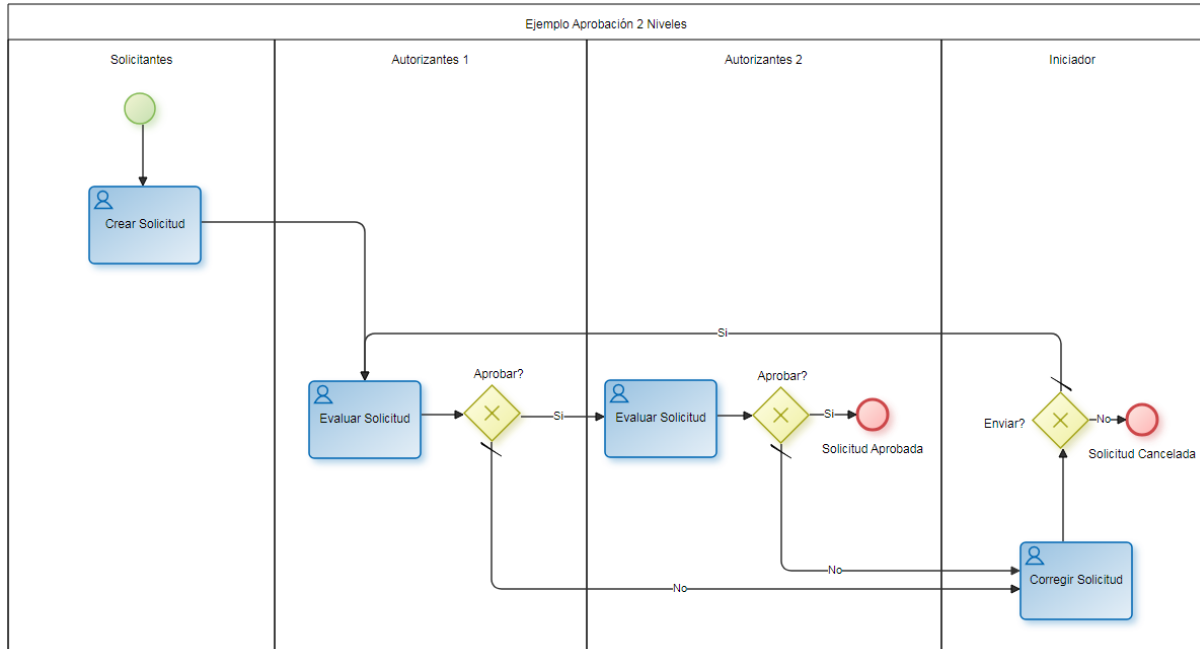 Ejemplo Aprobación 2 Niveles
Solicitantes
Autorizantes 1
Autorizantes 2
Iniciador
Crear Solicitud
Si
Aprobar?
Aprobar?
Evaluar Solicitud
Si
Evaluar Solicitud
Si
Solicitud Aprobada
Enviar?
No
Solicitud Cancelada
No
No
Corregir Solicitud